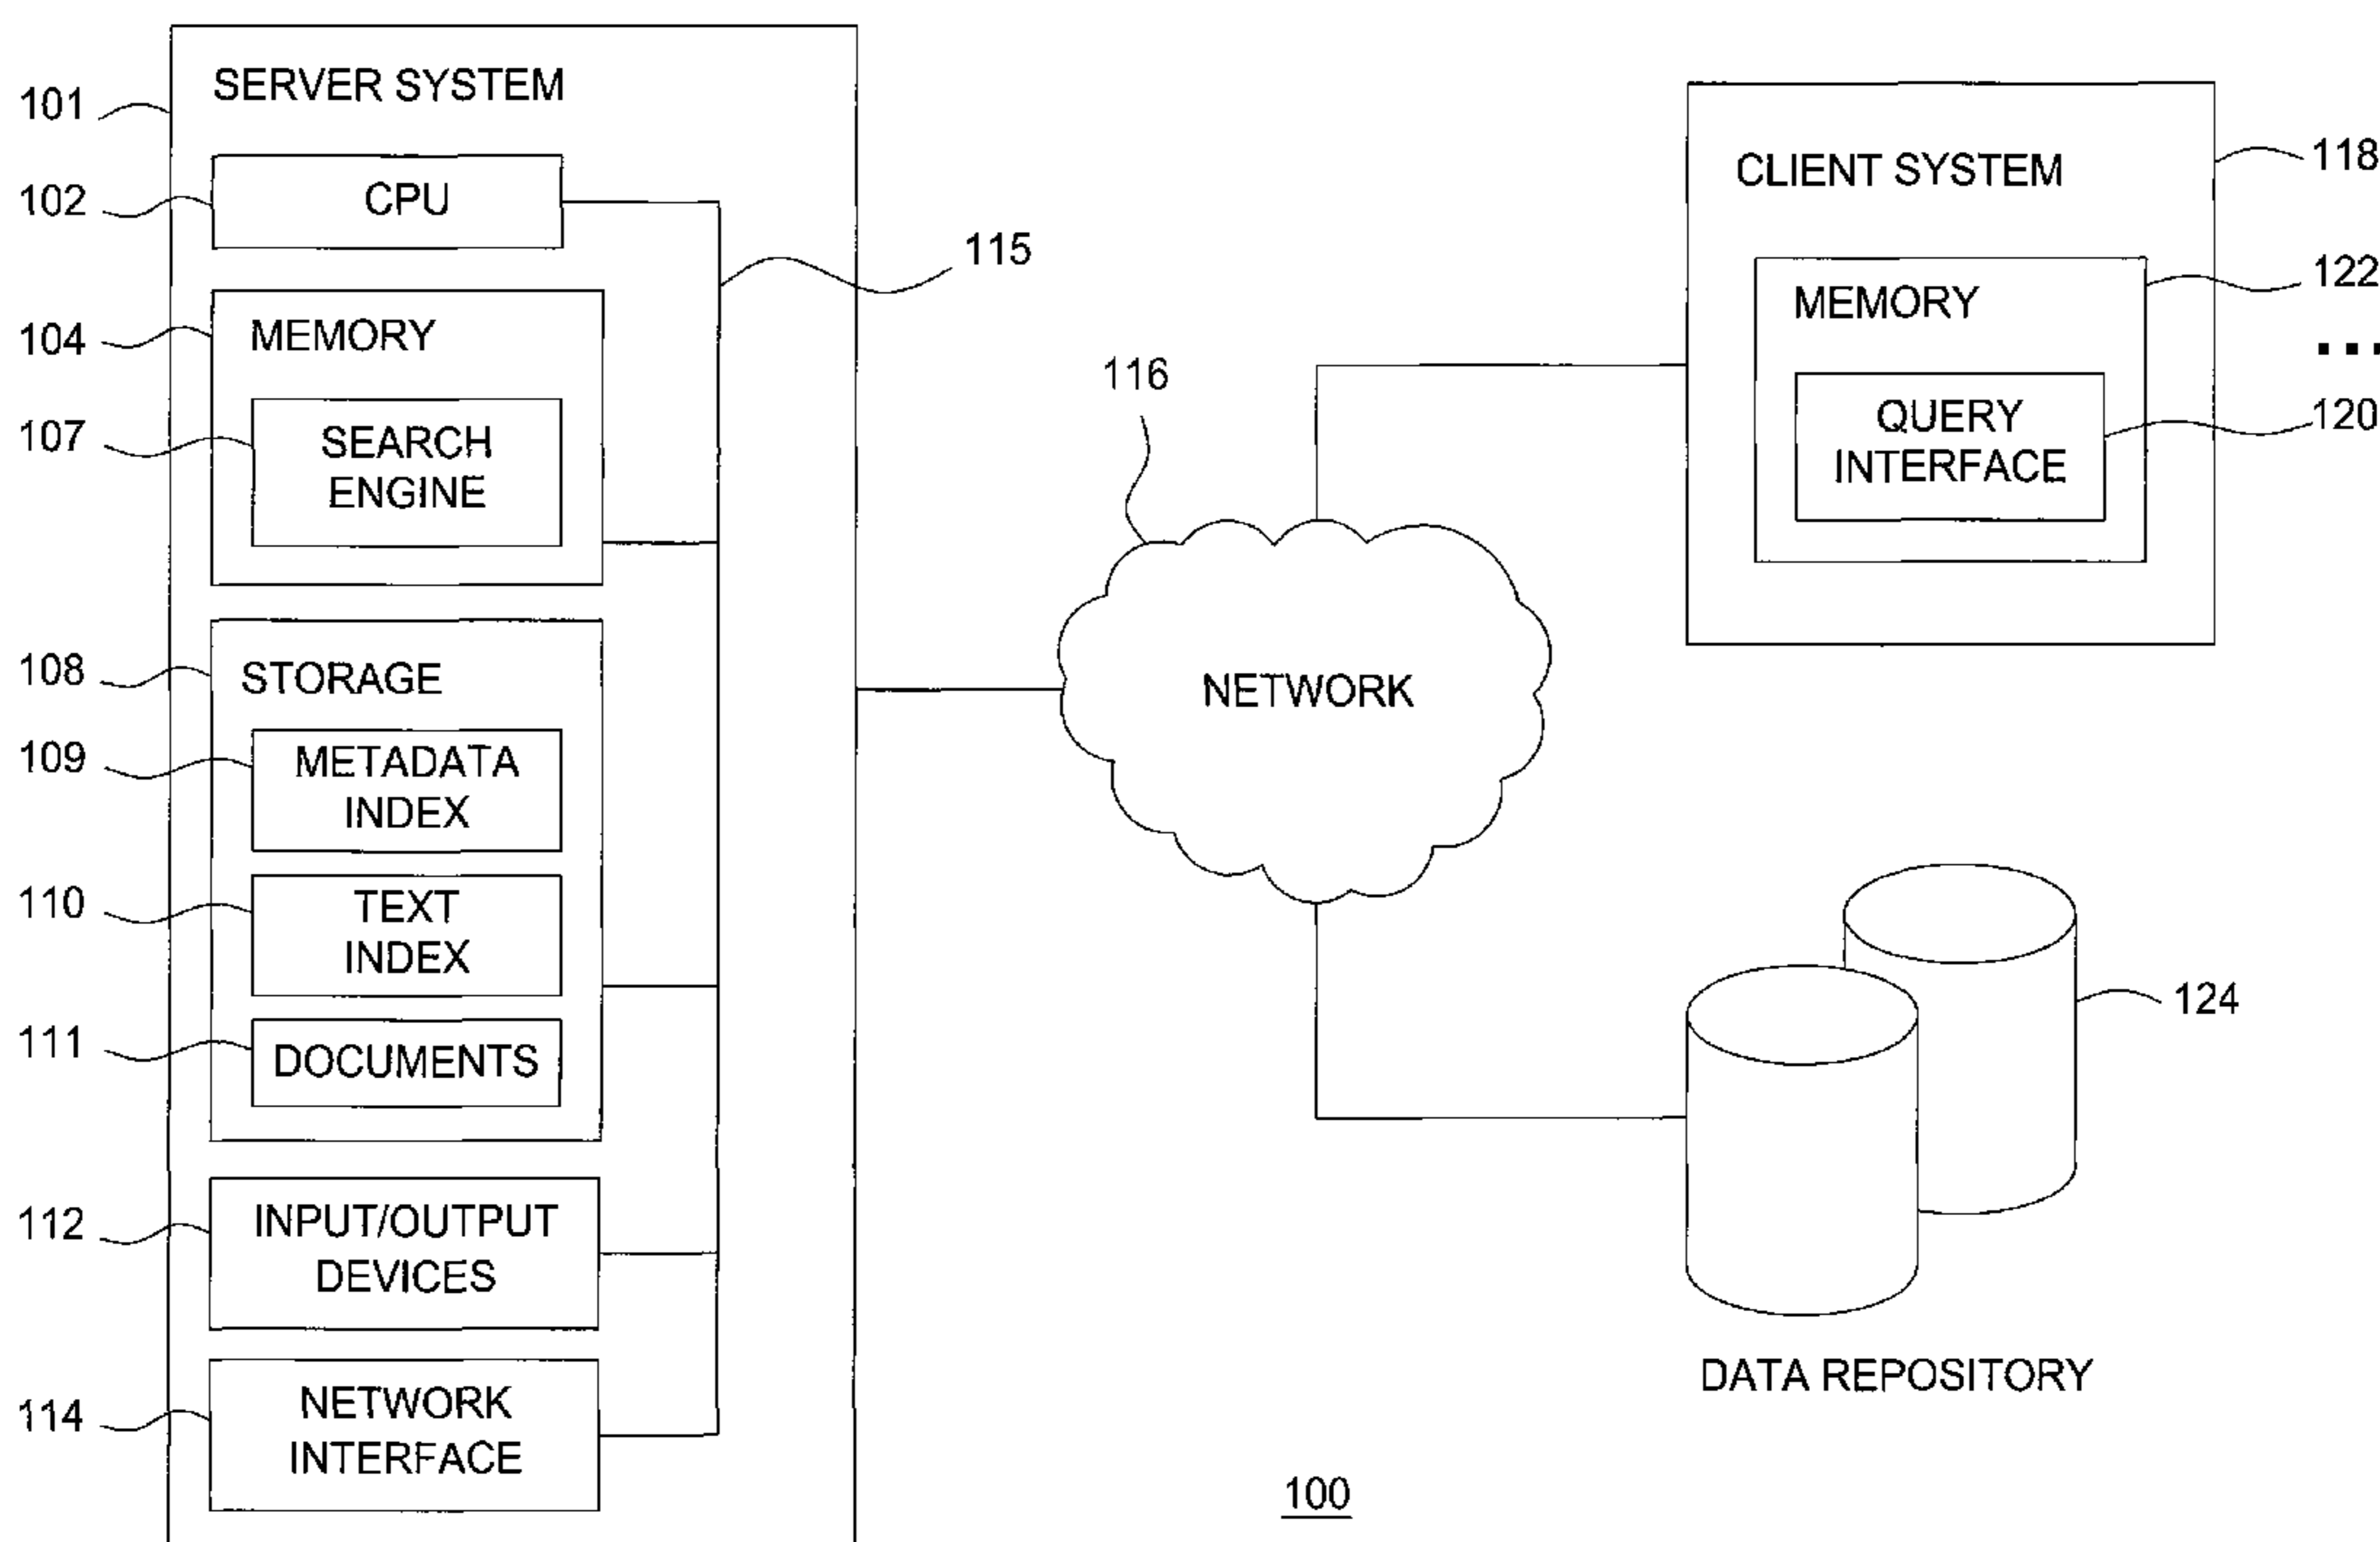 SERVER SYSTEM
101
102
CPU
115
104
MEMORY
107
SEARCH
ENGINE
108
STORAGE
109
METADATA
INDEX
110
TEXT
INDEX
111
DOCUMENTS
112
INPUT/OUTPUT
DEVICES
114
NETWORK
INTERFACE
116
NETWORK
CLIENT SYSTEM
118
MEMORY
122
...
QUERY
INTERFACE
120
124
DATA REPOSITORY
100